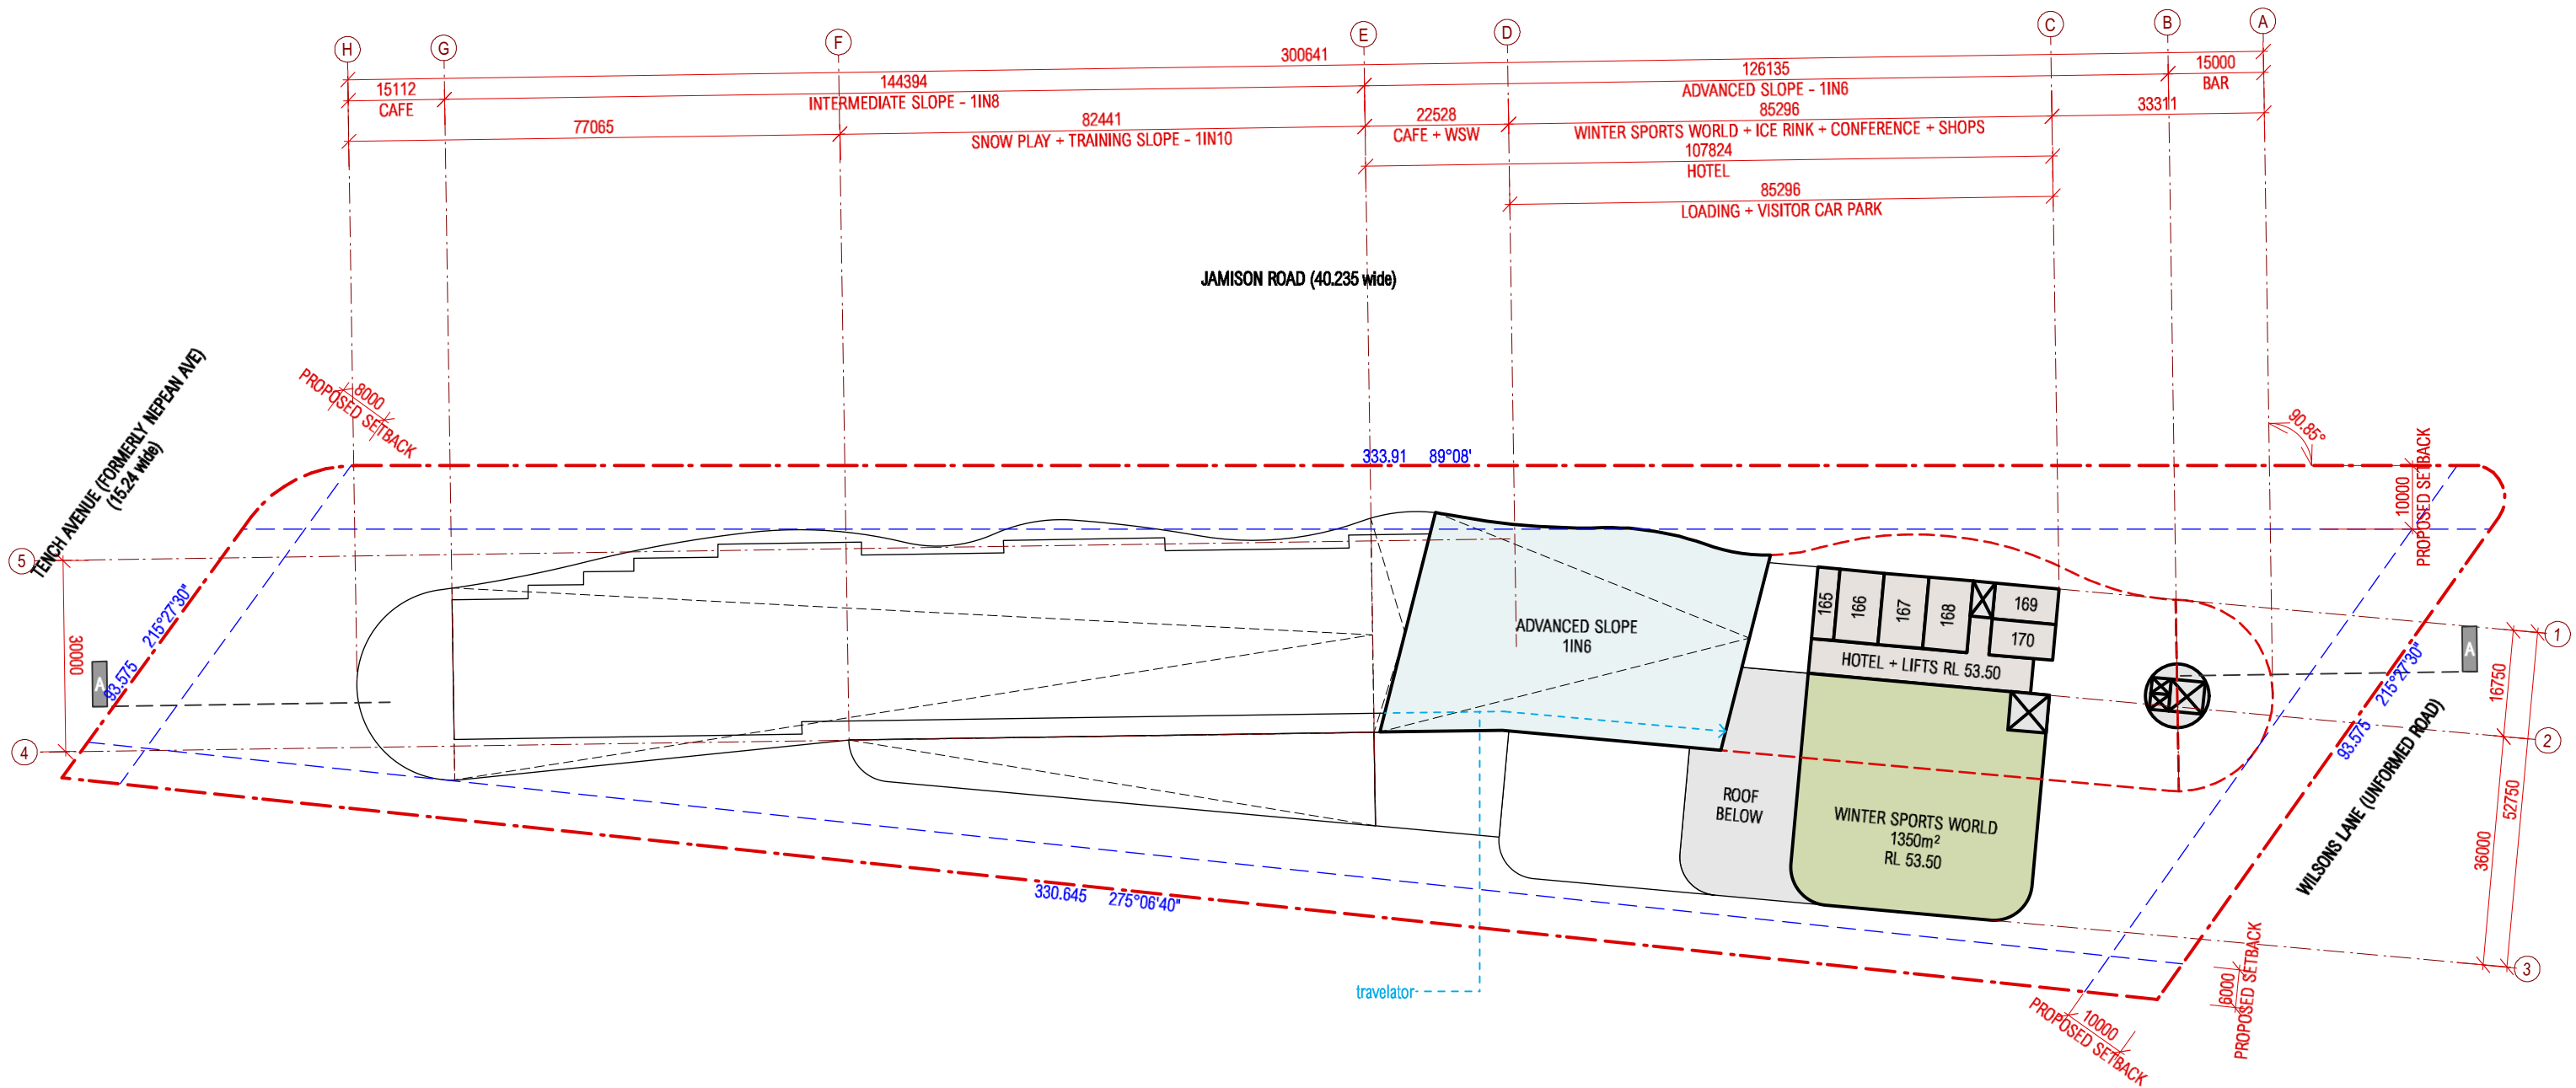 H
G
F
E
D
C
B
A
300641
15112
144394
126135
15000
CAFE
INTERMEDIATE SLOPE - 1IN8
ADVANCED SLOPE - 1IN6
BAR
77065
82441
22528
85296
33311
SNOW PLAY + TRAINING SLOPE - 1IN10
CAFE + WSW
WINTER SPORTS WORLD + ICE RINK + CONFERENCE + SHOPS
107824
HOTEL
85296
LOADING + VISITOR CAR PARK
JAMISON ROAD (40.235 wide)
TENCH AVENUE (FORMERLY NEPEAN AVE)
(15.24 wide)
8000
PROPOSED SETBACK
90.85°
333.91 89°08'
10000
PROPOSED SETBACK
5
4
30000
93.575 215°27'30"
A
ADVANCED SLOPE
1IN6
165
166
167
168
169
170
HOTEL + LIFTS RL 53.50
ROOF
BELOW
WINTER SPORTS WORLD
1350m²
RL 53.50
A
1
2
3
16750
52750
36000
93.575 215°27'30"
WILSONS LANE (UNFORMED ROAD)
330.645 275°06'40"
travelator
6000
PROPOSED SETBACK
10000
PROPOSED SETBACK